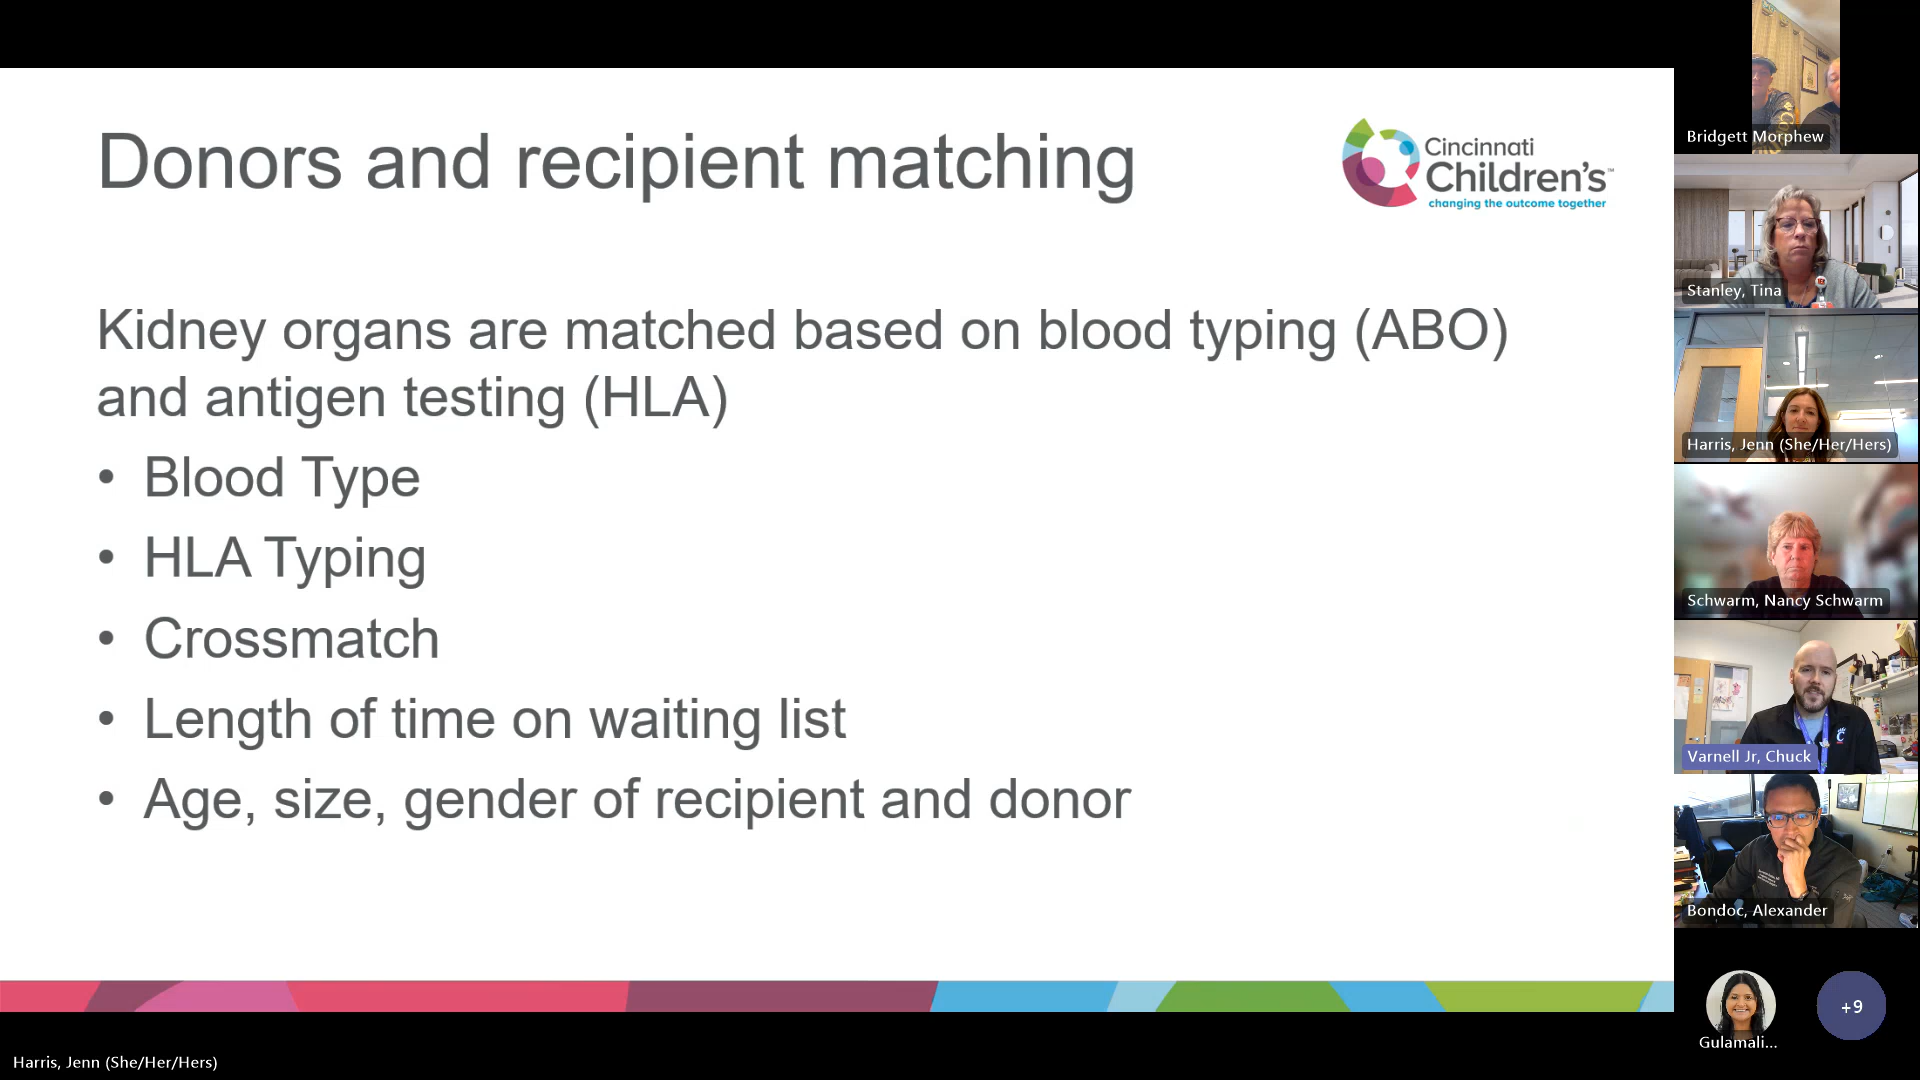 Donors and recipient matching
Cincinnati
Children's™
changing the outcome together
Kidney organs are matched based on blood typing (ABO)
and antigen testing (HLA)
• Blood Type
• HLA Typing
• Crossmatch
• Length of time on waiting list
• Age, size, gender of recipient and donor
Bridgett Morphew
Stanley, Tina
Harris, Jenn (She/Her/Hers)
Schwarm, Nancy Schwarm
Varnell Jr, Chuck
Bondoc, Alexander
Gulamali...
+9
Harris, Jenn (She/Her/Hers)